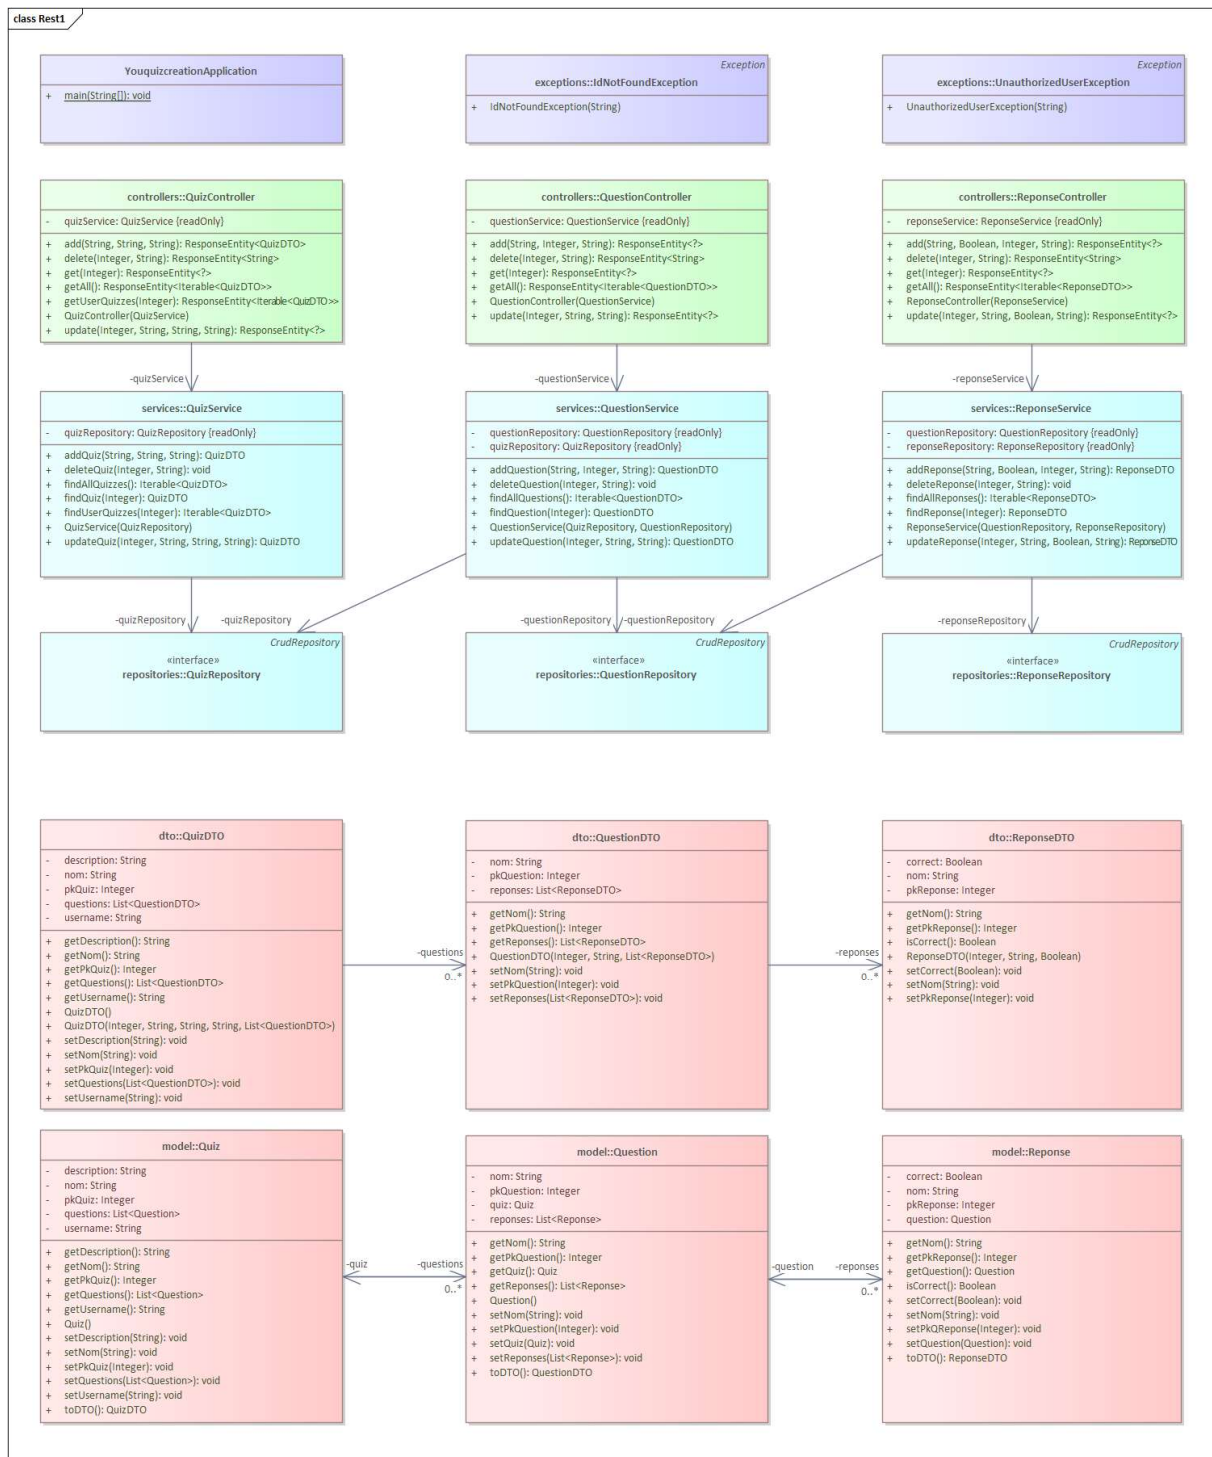 class Rest1
YouquizcreationApplication
+ main(String[]): void
Exception
exceptions::IdNotFoundException
+ IdNotFoundException(String)
Exception
exceptions::UnauthorizedUserException
+ UnauthorizedUserException(String)
controllers::QuizController
- quizService: QuizService {readOnly}
+ add(String, String, String): ResponseEntity<QuizDTO>
+ delete(Integer, String): ResponseEntity<String>
+ get(Integer): ResponseEntity<?>
+ getAll(): ResponseEntity<Iterable<QuizDTO>>
+ getUserQuizzes(Integer): ResponseEntity<Iterable<QuizDTO>>
+ QuizController(QuizService)
+ update(Integer, String, String, String): ResponseEntity<?>
controllers::QuestionController
- questionService: QuestionService {readOnly}
+ add(String, Integer, String): ResponseEntity<?>
+ delete(Integer, String): ResponseEntity<String>
+ get(Integer): ResponseEntity<?>
+ getAll(): ResponseEntity<Iterable<QuestionDTO>>
+ QuestionController(QuestionService)
+ update(Integer, String, String): ResponseEntity<?>
controllers::ReponseController
- reponseService: ReponseService {readOnly}
+ add(String, Boolean, Integer, String): ResponseEntity<?>
+ delete(Integer, String): ResponseEntity<String>
+ get(Integer): ResponseEntity<?>
+ getAll(): ResponseEntity<Iterable<ReponseDTO>>
+ ReponseController(ReponseService)
+ update(Integer, String, Boolean, String): ResponseEntity<?>
-quizService
-questionService
-reponseService
services::QuizService
- quizRepository: QuizRepository {readOnly}
+ addQuiz(String, String, String): QuizDTO
+ deleteQuiz(Integer, String): void
+ findAllQuizzes(): Iterable<QuizDTO>
+ findQuiz(Integer): QuizDTO
+ findUserQuizzes(Integer): Iterable<QuizDTO>
+ QuizService(QuizRepository)
+ updateQuiz(Integer, String, String, String): QuizDTO
services::QuestionService
- questionRepository: QuestionRepository {readOnly}
- quizRepository: QuizRepository {readOnly}
+ addQuestion(String, Integer, String): QuestionDTO
+ deleteQuestion(Integer, String): void
+ findAllQuestions(): Iterable<QuestionDTO>
+ findQuestion(Integer): QuestionDTO
+ QuestionService(QuizRepository, QuestionRepository)
+ updateQuestion(Integer, String, String): QuestionDTO
services::ReponseService
- questionRepository: QuestionRepository {readOnly}
- reponseRepository: ReponseRepository {readOnly}
+ addReponse(String, Boolean, Integer, String): ReponseDTO
+ deleteReponse(Integer, String): void
+ findAllReponses(): Iterable<ReponseDTO>
+ findReponse(Integer): ReponseDTO
+ ReponseService(QuestionRepository, ReponseRepository)
+ updateReponse(Integer, String, Boolean, String): ReponseDTO
-quizRepository
-quizRepository
-questionRepository
-questionRepository
-reponseRepository
CrudRepository
«interface»
repositories::QuizRepository
CrudRepository
«interface»
repositories::QuestionRepository
CrudRepository
«interface»
repositories::ReponseRepository
dto::QuizDTO
- description: String
- nom: String
- pkQuiz: Integer
- questions: List<QuestionDTO>
- username: String
+ getDescription(): String
+ getNom(): String
+ getPkQuiz(): Integer
+ getQuestions(): List<QuestionDTO>
+ getUsername(): String
+ QuizDTO()
+ QuizDTO(Integer, String, String, String, List<QuestionDTO>)
+ setDescription(String): void
+ setNom(String): void
+ setPkQuiz(Integer): void
+ setQuestions(List<QuestionDTO>): void
+ setUsername(String): void
-questions
0..*
dto::QuestionDTO
- nom: String
- pkQuestion: Integer
- reponses: List<ReponseDTO>
+ getNom(): String
+ getPkQuestion(): Integer
+ getReponses(): List<ReponseDTO>
+ QuestionDTO(Integer, String, List<ReponseDTO>)
+ setNom(String): void
+ setPkQuestion(Integer): void
+ setReponses(List<ReponseDTO>): void
-reponses
0..*
dto::ReponseDTO
- correct: Boolean
- nom: String
- pkReponse: Integer
+ getNom(): String
+ getPkReponse(): Integer
+ isCorrect(): Boolean
+ ReponseDTO(Integer, String, Boolean)
+ setCorrect(Boolean): void
+ setNom(String): void
+ setPkReponse(Integer): void
model::Quiz
- description: String
- nom: String
- pkQuiz: Integer
- questions: List<Question>
- username: String
+ getDescription(): String
+ getNom(): String
+ getPkQuiz(): Integer
+ getQuestions(): List<Question>
+ getUsername(): String
+ Quiz()
+ setDescription(String): void
+ setNom(String): void
+ setPkQuiz(Integer): void
+ setQuestions(List<Question>): void
+ setUsername(String): void
+ toDTO(): QuizDTO
-quiz
-questions
0..*
model::Question
- nom: String
- pkQuestion: Integer
- quiz: Quiz
- reponses: List<Reponse>
+ getNom(): String
+ getPkQuestion(): Integer
+ getQuiz(): Quiz
+ getReponses(): List<Reponse>
+ Question()
+ setNom(String): void
+ setPkQuestion(Integer): void
+ setQuiz(Quiz): void
+ setReponses(List<Reponse>): void
+ toDTO(): QuestionDTO
-question
-reponses
0..*
model::Reponse
- correct: Boolean
- nom: String
- pkReponse: Integer
- question: Question
+ getNom(): String
+ getPkReponse(): Integer
+ getQuestion(): Question
+ isCorrect(): Boolean
+ setCorrect(Boolean): void
+ setNom(String): void
+ setPkQReponse(Integer): void
+ setQuestion(Question): void
+ toDTO(): ReponseDTO